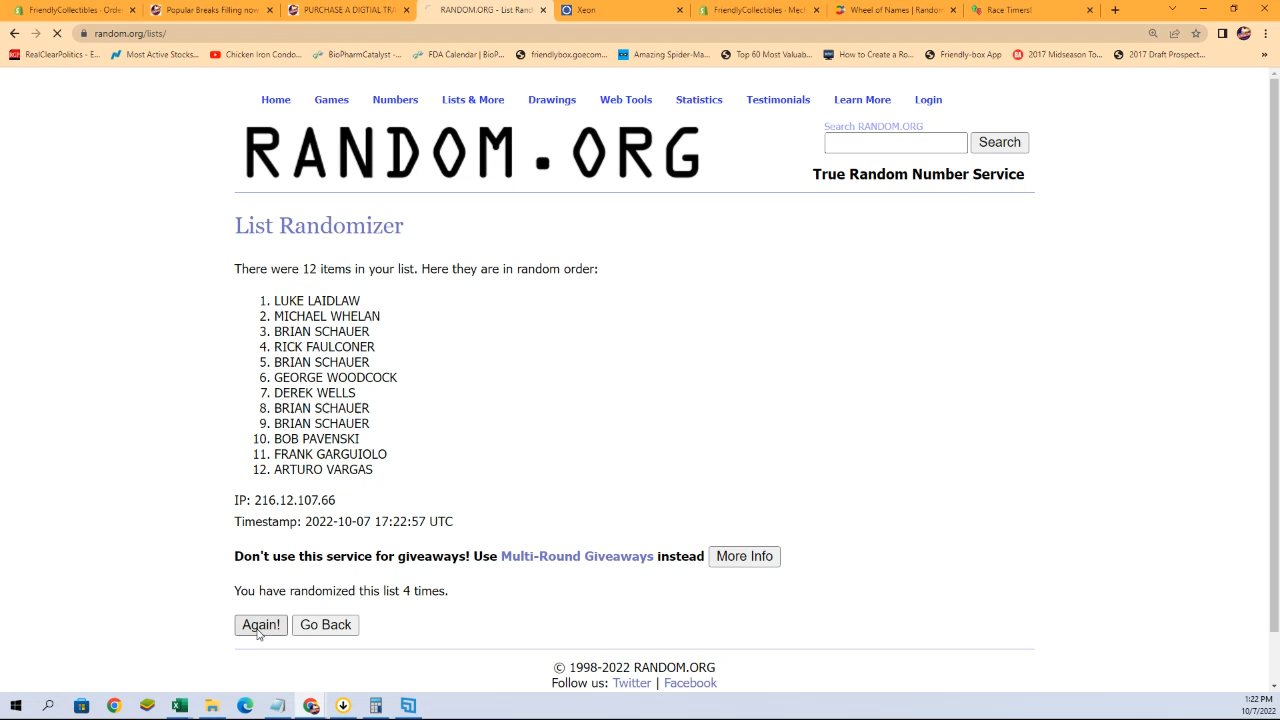 FriendlyCollectibles - Order
Popular Breaks Filling now
PURCHASE A DIGITAL TR
RANDOM.ORG - List Rand
Xeon
FriendlyCollectibles - Mech
Wheel of Names | Random
Race Timers!
random.org/lists/
RealClearPolitics - E...
Most Active Stocks...
Chicken Iron Condo...
BioPharmCatalyst -...
FDA Calendar | BioP...
friendlybox.goecom...
Amazing Spider-Ma...
Top 60 Most Valuab...
How to Create a Ro...
Friendly-box App
2017 Midseason To...
2017 Draft Prospect...
»
Home Games Numbers Lists & More Drawings Web Tools Statistics Testimonials Learn More Login
RANDOM.ORG
Search RANDOM.ORG
Search
True Random Number Service
List Randomizer
There were 12 items in your list. Here they are in random order:
1. LUKE LAIDLAW
2. MICHAEL WHELAN
3. BRIAN SCHAUER
4. RICK FAULCONER
5. BRIAN SCHAUER
6. GEORGE WOODCOCK
7. DEREK WELLS
8. BRIAN SCHAUER
9. BRIAN SCHAUER
10. BOB PAVENSKI
11. FRANK GARGUIOLO
12. ARTURO VARGAS
IP: 216.12.107.66
Timestamp: 2022-10-07 17:22:57 UTC
Don't use this service for giveaways! Use Multi-Round Giveaways instead More Info
You have randomized this list 4 times.
Again! Go Back
© 1998-2022 RANDOM.ORG
Follow us: Twitter | Facebook
1:22 PM
10/7/2022